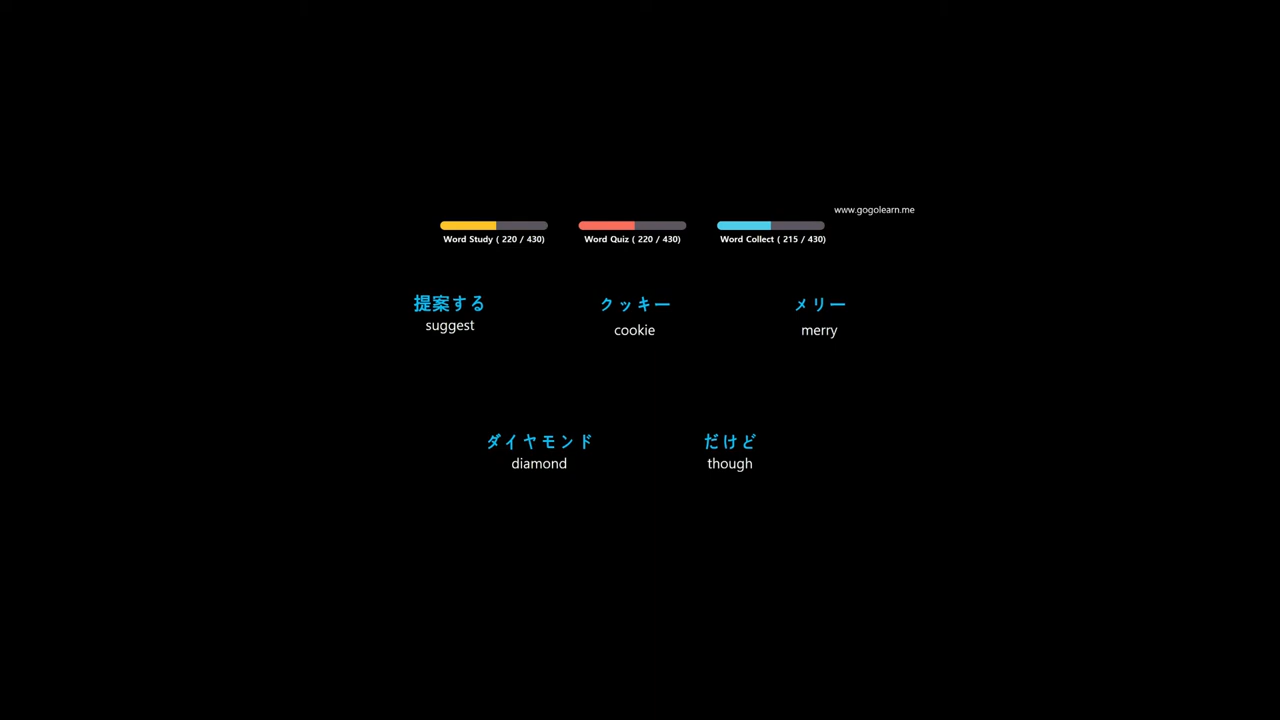 www.gogolearn.me
Word Study ( 220 / 430)
Word Quiz ( 220 / 430)
Word Collect ( 215 / 430)
提案する
suggest
クッキー
cookie
メリー
merry
ダイヤモンド
diamond
だけど
though